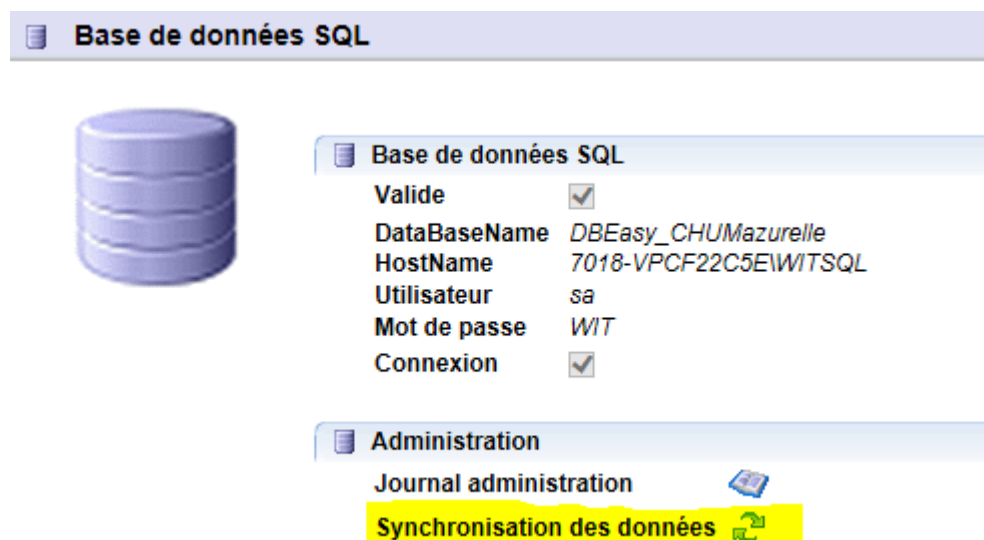 Base de données SQL
Base de données SQL
Valide
DataBaseName DBEasy_CHUMazurelle
HostName 7018-VPCF22C5E\WITSQL
Utilisateur sa
Mot de passe WIT
Connexion
Administration
Journal administration
Synchronisation des données